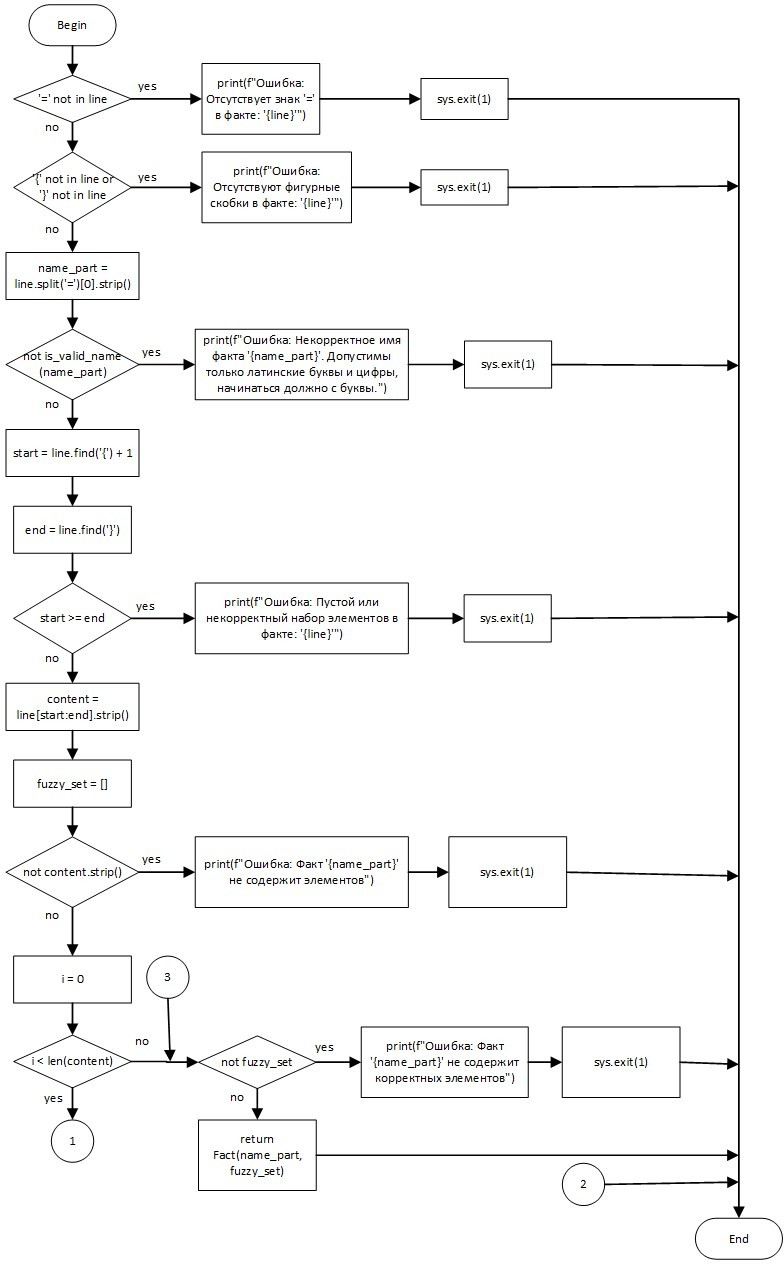 Begin
'=' not in line
yes
print(f"Ошибка:
Отсутствует знак '='
в факте: '{line}'")
sys.exit(1)
no
'{' not in line or
'}' not in line
yes
print(f"Ошибка:
Отсутствуют фигурные
скобки в факте: '{line}'")
sys.exit(1)
no
name_part =
line.split('=')[0].strip()
not is_valid_name
(name_part)
yes
print(f"Ошибка: Некорректное имя
факта '{name_part}'. Допустимы
только латинские буквы и цифры,
начинаться должно с буквы.")
sys.exit(1)
no
start = line.find('{') + 1
end = line.find('}')
start >= end
yes
print(f"Ошибка: Пустой или
некорректный набор элементов в
факте: '{line}'")
sys.exit(1)
no
content =
line[start:end].strip()
fuzzy_set = []
not content.strip()
yes
print(f"Ошибка: Факт '{name_part}'
не содержит элементов")
sys.exit(1)
no
i = 0
3
i < len(content)
no
not fuzzy_set
yes
print(f"Ошибка: Факт
'{name_part}' не содержит
корректных элементов")
sys.exit(1)
yes
no
1
return
Fact(name_part,
fuzzy_set)
2
End